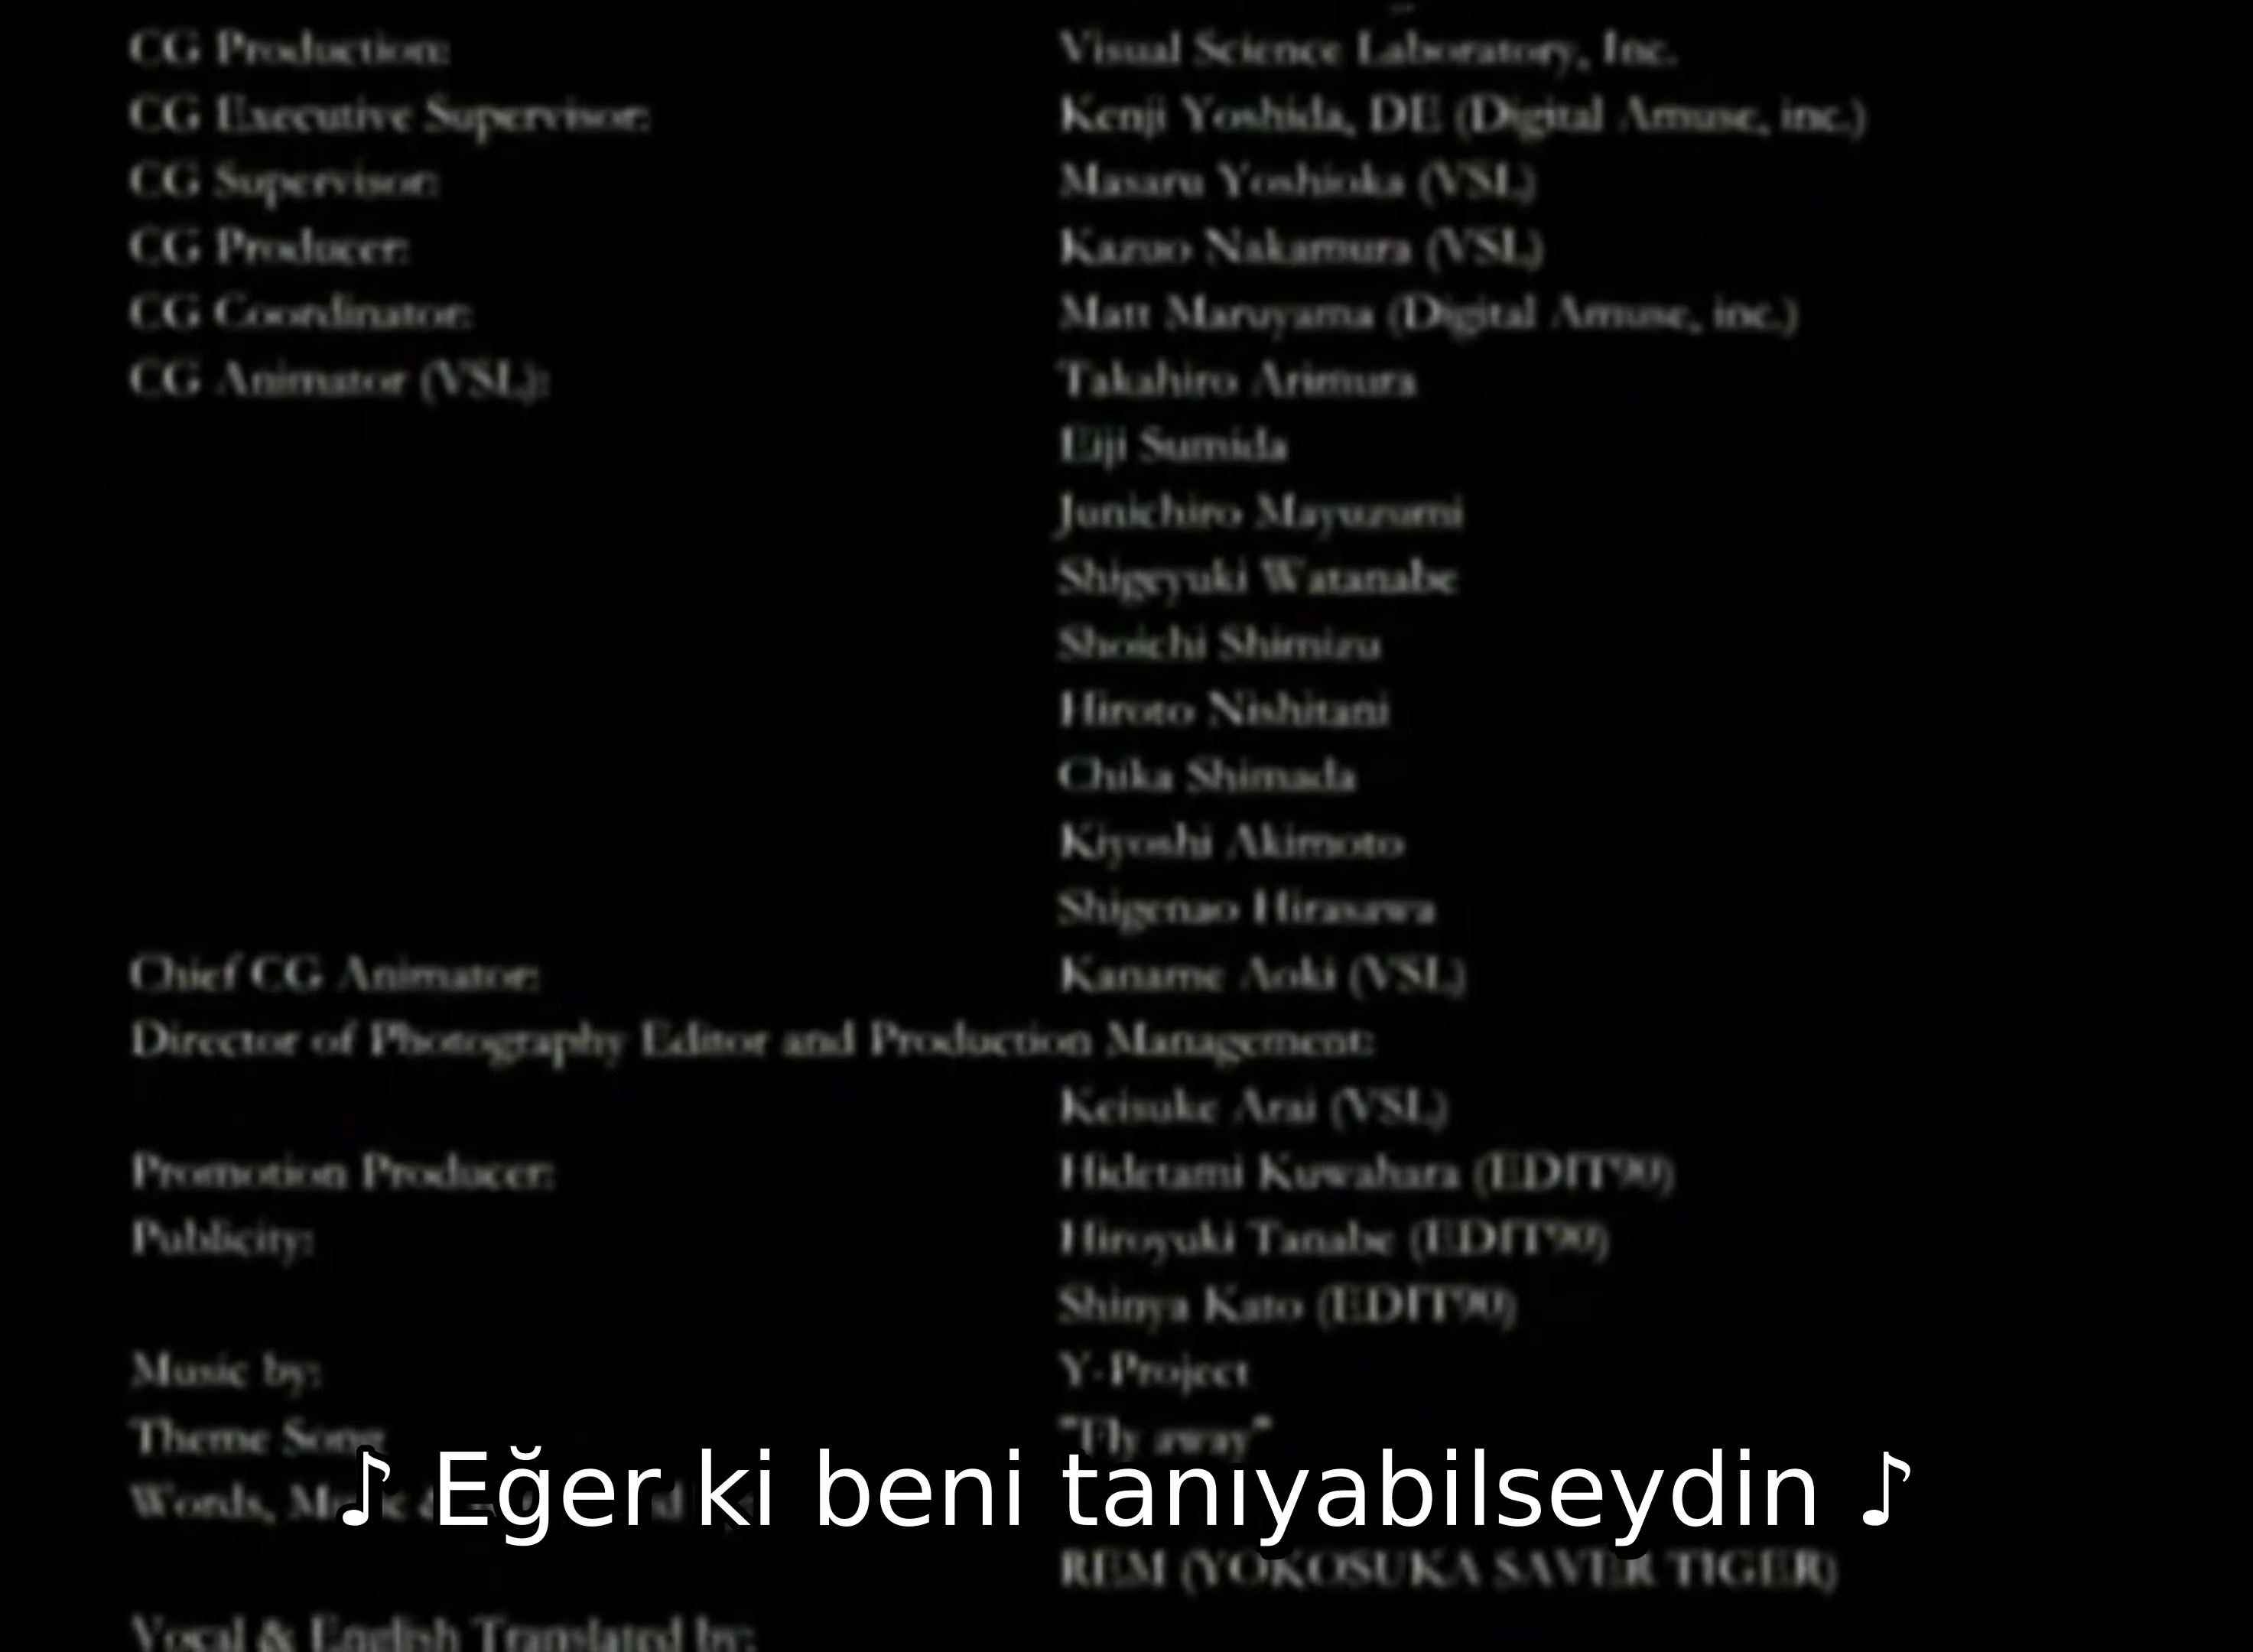 CG Production: Visual Science Laboratory, Inc.
CG Executive Supervisor: Kenji Yoshida, DE (Digital Amuse, inc.)
CG Supervisor: Masaru Yoshioka (VSL)
CG Producer: Kazuo Nakamura (VSL)
CG Coordinator: Matt Maruyama (Digital Amuse, inc.)
CG Animator (VSL): Takahiro Arimura
Eiji Sumida
Junichiro Mayuzumi
Shigeyuki Watanabe
Shoichi Shimizu
Hiroto Nishitani
Chika Shimada
Kiyoshi Akimoto
Shigenao Hirasawa
Chief CG Animator: Kaname Aoki (VSL)
Director of Photography Editor and Production Management:
Keisuke Arai (VSL)
Promotion Producer: Hidetami Kuwahara (EDIT90)
Publicity: Hiroyuki Tanabe (EDIT90)
Shinya Kato (EDIT90)
Music by: Y-Project
Theme Song "Fly away"
Words,
♪ Eğer ki beni tanıyabilseydin ♪
REM (YOKOSUKA SAVER TIGER)
Vocal & English Translated by: